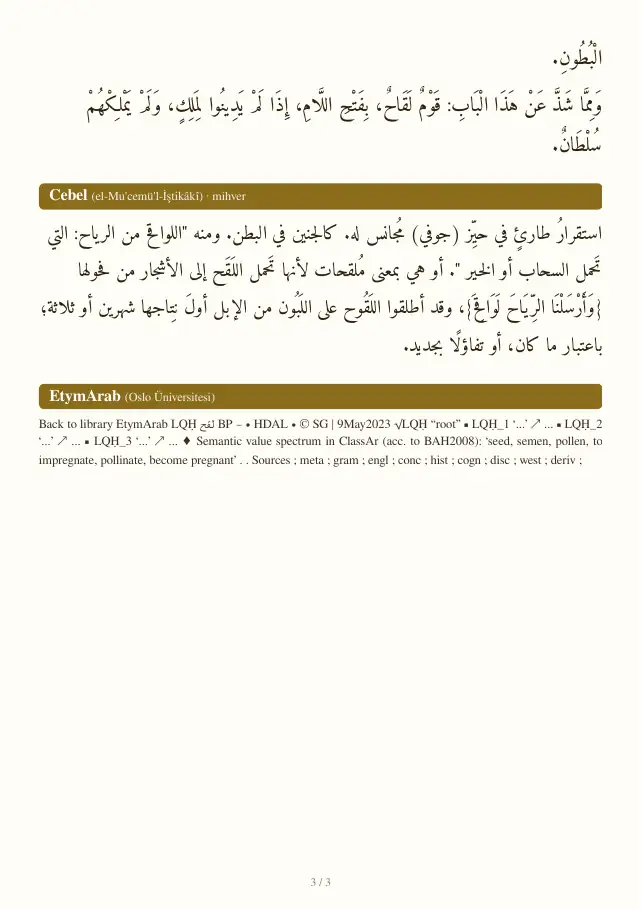 الْبُطُونِ.
وَمِمَّا شَذَّ عَنْ هَذَا الْبَابِ: قَوْمٌ لَقَاحٌ، بِفَتْحِ اللَّامِ، إِذَا لَمْ يَدِينُوا لِمَلِكٍ، وَلَمْ يَمْلِكْهُمْ
سُلْطَانٌ.
Cebel (el-Mu'cemü'l-İştikâkî) · mihver
استقرارُ طارئٍ في حيِّز (جوفي) مُجانس له. كالجنين في البطن. ومنه "اللواقح من الرياح: التي
تَحمل السحاب أو الخير ". أو هي بمعنى مُلقحات لأنها تَحمل اللَقَح إلى الأشجار من فحولها
{وَأَرْسَلْنَا الرِّيَاحَ لَوَاقِحَ}، وقد أطلقوا اللَقُوح على اللَبُون من الإبل أولَ نِتاجها شهرين أو ثلاثة؛
باعتبار ما كان، أو تفاؤلًا بجديد.
EtymArab (Oslo Üniversitesi)
Back to library EtymArab LQḤ لقح BP – • HDAL • © SG | 9May2023 √LQḤ “root” ▪ LQḤ_1 ‘...’ ↗ ... ▪ LQḤ_2
‘...’ ↗ ... ▪ LQḤ_3 ‘...’ ↗ ... ♦ Semantic value spectrum in ClassAr (acc. to BAH2008): ‘seed, semen, pollen, to
impregnate, pollinate, become pregnant’ . . Sources ; meta ; gram ; engl ; conc ; hist ; cogn ; disc ; west ; deriv ;
3 / 3